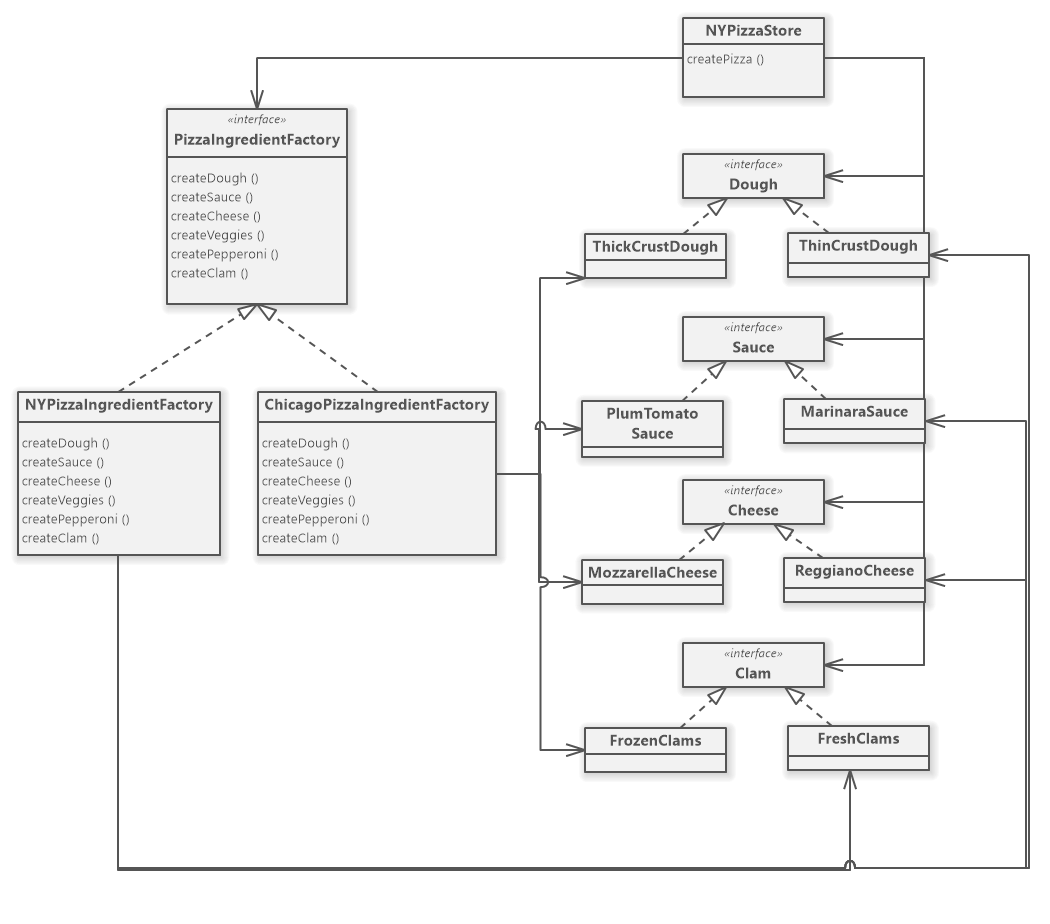 NYPizzaStore
createPizza ()
«interface»
PizzaIngredientFactory
createDough ()
createSauce ()
createCheese ()
createVeggies ()
createPepperoni ()
createClam ()
«interface»
Dough
ThickCrustDough
ThinCrustDough
«interface»
Sauce
NYPizzaIngredientFactory
createDough ()
createSauce ()
createCheese ()
createVeggies ()
createPepperoni ()
createClam ()
ChicagoPizzaIngredientFactory
createDough ()
createSauce ()
createCheese ()
createVeggies ()
createPepperoni ()
createClam ()
PlumTomato
Sauce
MarinaraSauce
«interface»
Cheese
MozzarellaCheese
ReggianoCheese
«interface»
Clam
FrozenClams
FreshClams